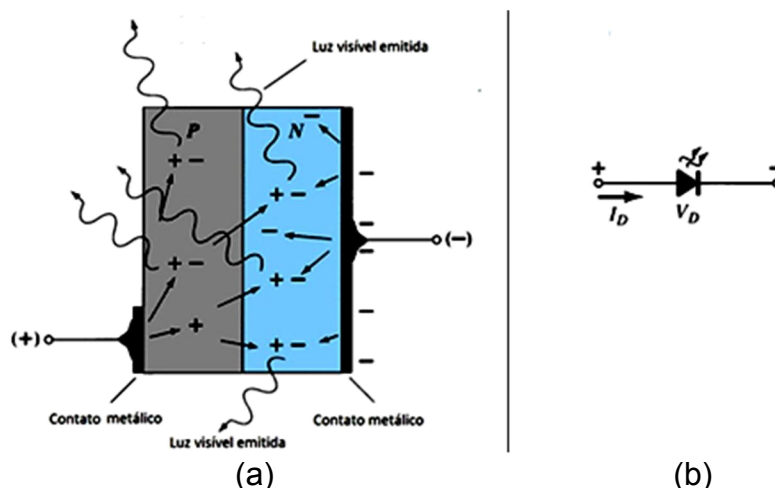 Luz visível emitida
P
N
(+)
(−)
Contato metálico
Luz visível emitida
Contato metálico
(a)
+
−
I_D
V_D
(b)